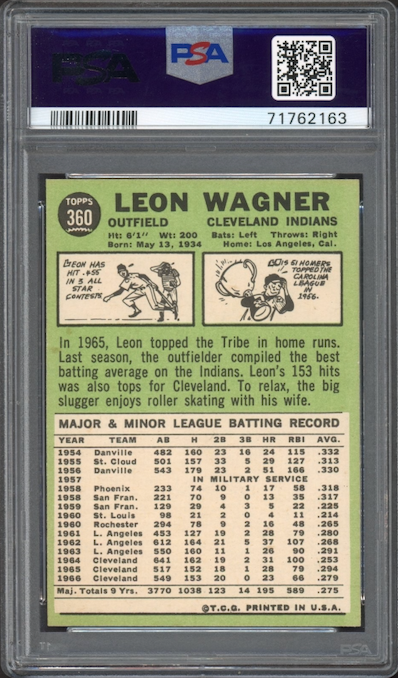 PSA
PSA
71762163
TOPPS
360
LEON WAGNER
OUTFIELD CLEVELAND INDIANS
Ht: 6'1" Wt: 200 Bats: Left Throws: Right
Born: May 13, 1934 Home: Los Angeles, Cal.
LEON HAS
HIT .455
IN 3 ALL
STAR
CONTESTS
HIS 51 HOMERS
TOPPED THE
CAROLINA
LEAGUE IN
1956.
In 1965, Leon topped the Tribe in home runs.
Last season, the outfielder compiled the best
batting average on the Indians. Leon's 153 hits
was also tops for Cleveland. To relax, the big
slugger enjoys roller skating with his wife.
MAJOR & MINOR LEAGUE BATTING RECORD
YEAR TEAM AB H 2B 3B HR RBI AVG.
1954 Danville 482 160 23 16 24 115 .332
1955 St. Cloud 501 157 33 5 29 127 .313
1956 Danville 543 179 23 2 51 166 .330
1957 IN MILITARY SERVICE
1958 Phoenix 233 74 10 1 17 58 .318
1958 San Fran. 221 70 9 0 13 35 .317
1959 San Fran. 129 29 4 3 5 22 .225
1960 St. Louis 98 21 2 0 4 11 .214
1960 Rochester 294 78 9 2 16 48 .265
1961 L. Angeles 453 127 19 2 28 79 .280
1962 L. Angeles 612 164 21 5 37 107 .268
1963 L. Angeles 550 160 11 1 26 90 .291
1964 Cleveland 641 162 19 2 31 100 .253
1965 Cleveland 517 152 18 1 28 79 .294
1966 Cleveland 549 153 20 0 23 66 .279
Maj. Totals 9 Yrs. 3770 1038 123 14 195 589 .275
©T.C.G. PRINTED IN U.S.A.
PSA